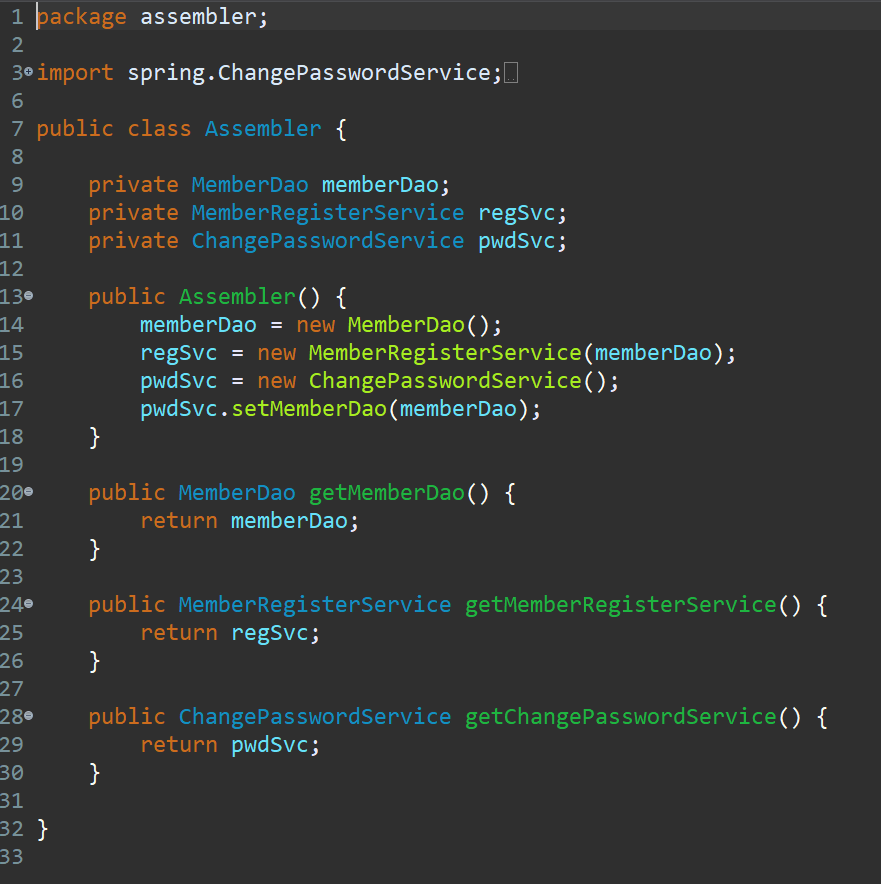 1 package assembler;
2
3 import spring.ChangePasswordService;
6
7 public class Assembler {
8
9     private MemberDao memberDao;
10     private MemberRegisterService regSvc;
11     private ChangePasswordService pwdSvc;
12
13     public Assembler() {
14         memberDao = new MemberDao();
15         regSvc = new MemberRegisterService(memberDao);
16         pwdSvc = new ChangePasswordService();
17         pwdSvc.setMemberDao(memberDao);
18     }
19
20     public MemberDao getMemberDao() {
21         return memberDao;
22     }
23
24     public MemberRegisterService getMemberRegisterService() {
25         return regSvc;
26     }
27
28     public ChangePasswordService getChangePasswordService() {
29         return pwdSvc;
30     }
31
32 }
33